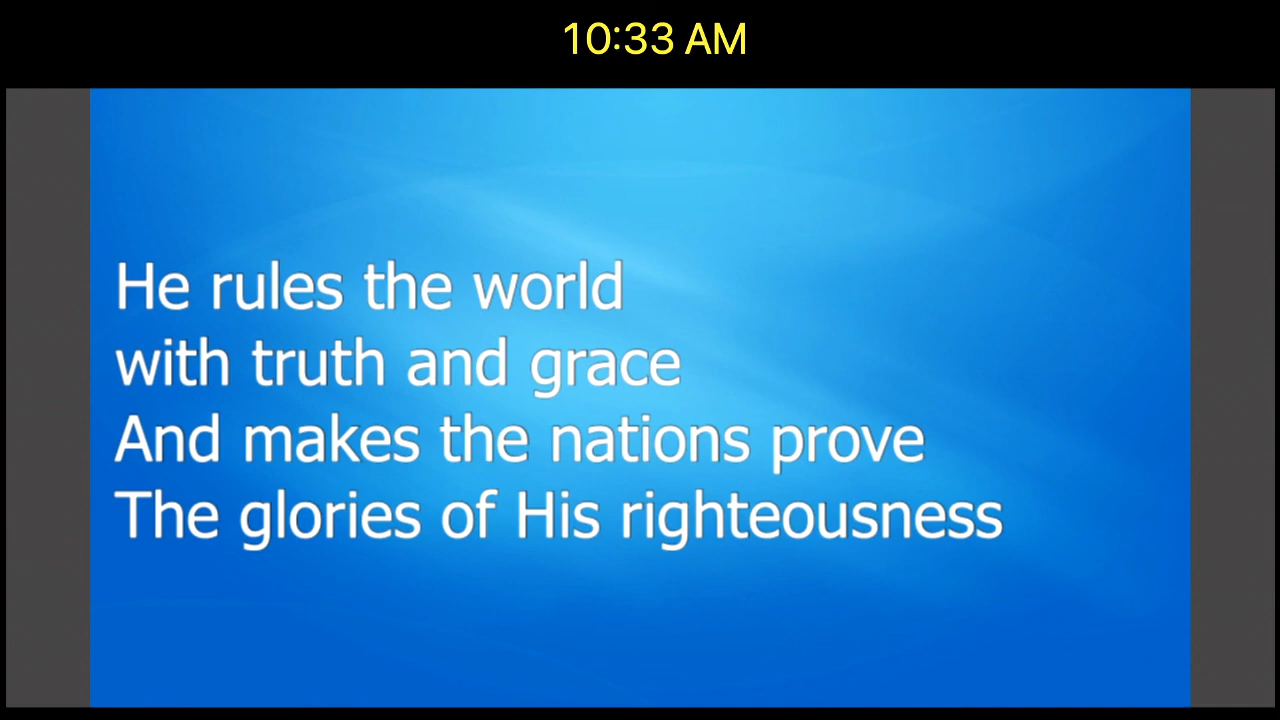 10:33 AM
He rules the world
with truth and grace
And makes the nations prove
The glories of His righteousness